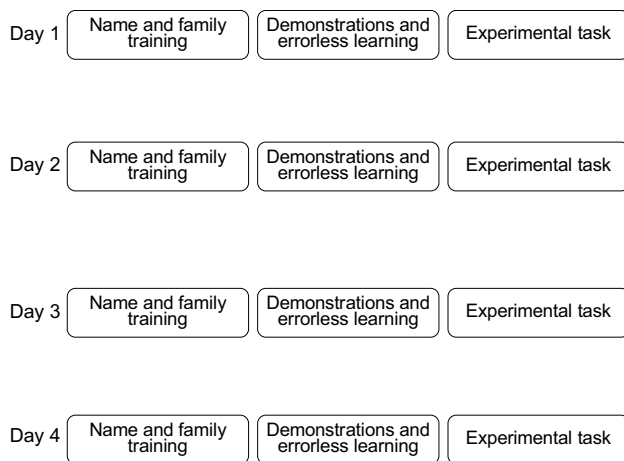 Day 1
Name and family
training
Demonstrations and
errorless learning
Experimental task
Day 2
Name and family
training
Demonstrations and
errorless learning
Experimental task
Day 3
Name and family
training
Demonstrations and
errorless learning
Experimental task
Day 4
Name and family
training
Demonstrations and
errorless learning
Experimental task